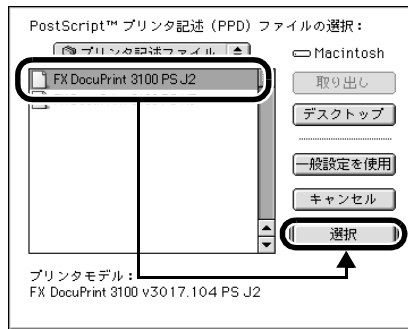 PostScript™ プリンタ記述（PPD）ファイルの選択：
プリンタ記述ファイル
Macintosh
FX DocuPrint 3100 PS J2
取り出し
デスクトップ
一般設定を使用
キャンセル
選択
プリンタモデル：
FX DocuPrint 3100 v3017.104 PS J2